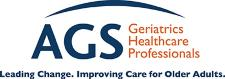 AGS Geriatrics
Healthcare
Professionals
Leading Change. Improving Care for Older Adults.